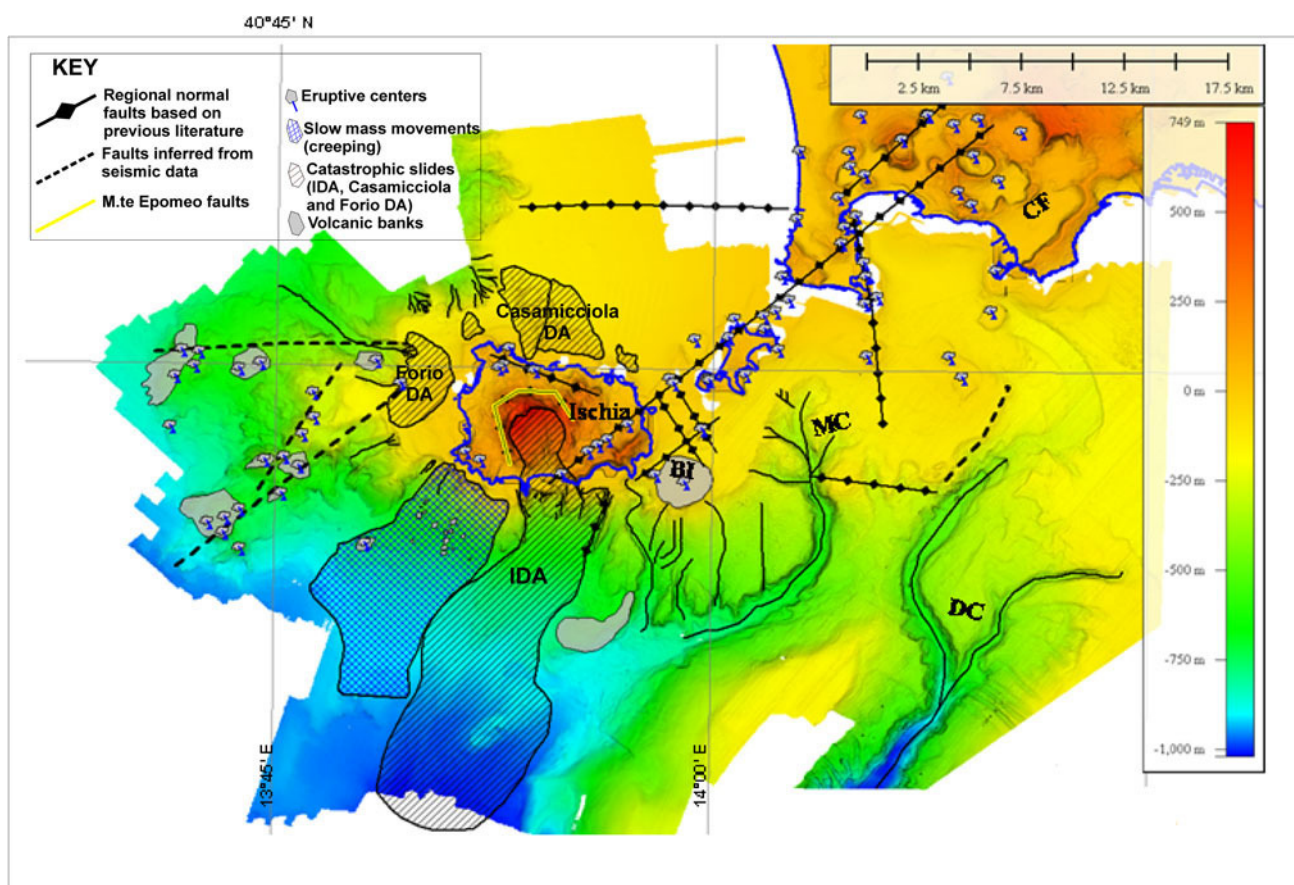 40°45' N
KEY
Regional normal
faults based on
previous literature
Faults inferred from
seismic data
M.te Epomeo faults
Eruptive centers
Slow mass movements
(creeping)
Catastrophic slides
(IDA, Casamicciola
and Forio DA)
Volcanic banks
2.5 km
7.5 km
12.5 km
17.5 km
749 m
500 m
250 m
0 m
-250 m
-500 m
-750 m
-1,000 m
CF
Casamicciola
DA
Forio
DA
Ischia
MC
BI
IDA
DC
13°45' E
14°00' E